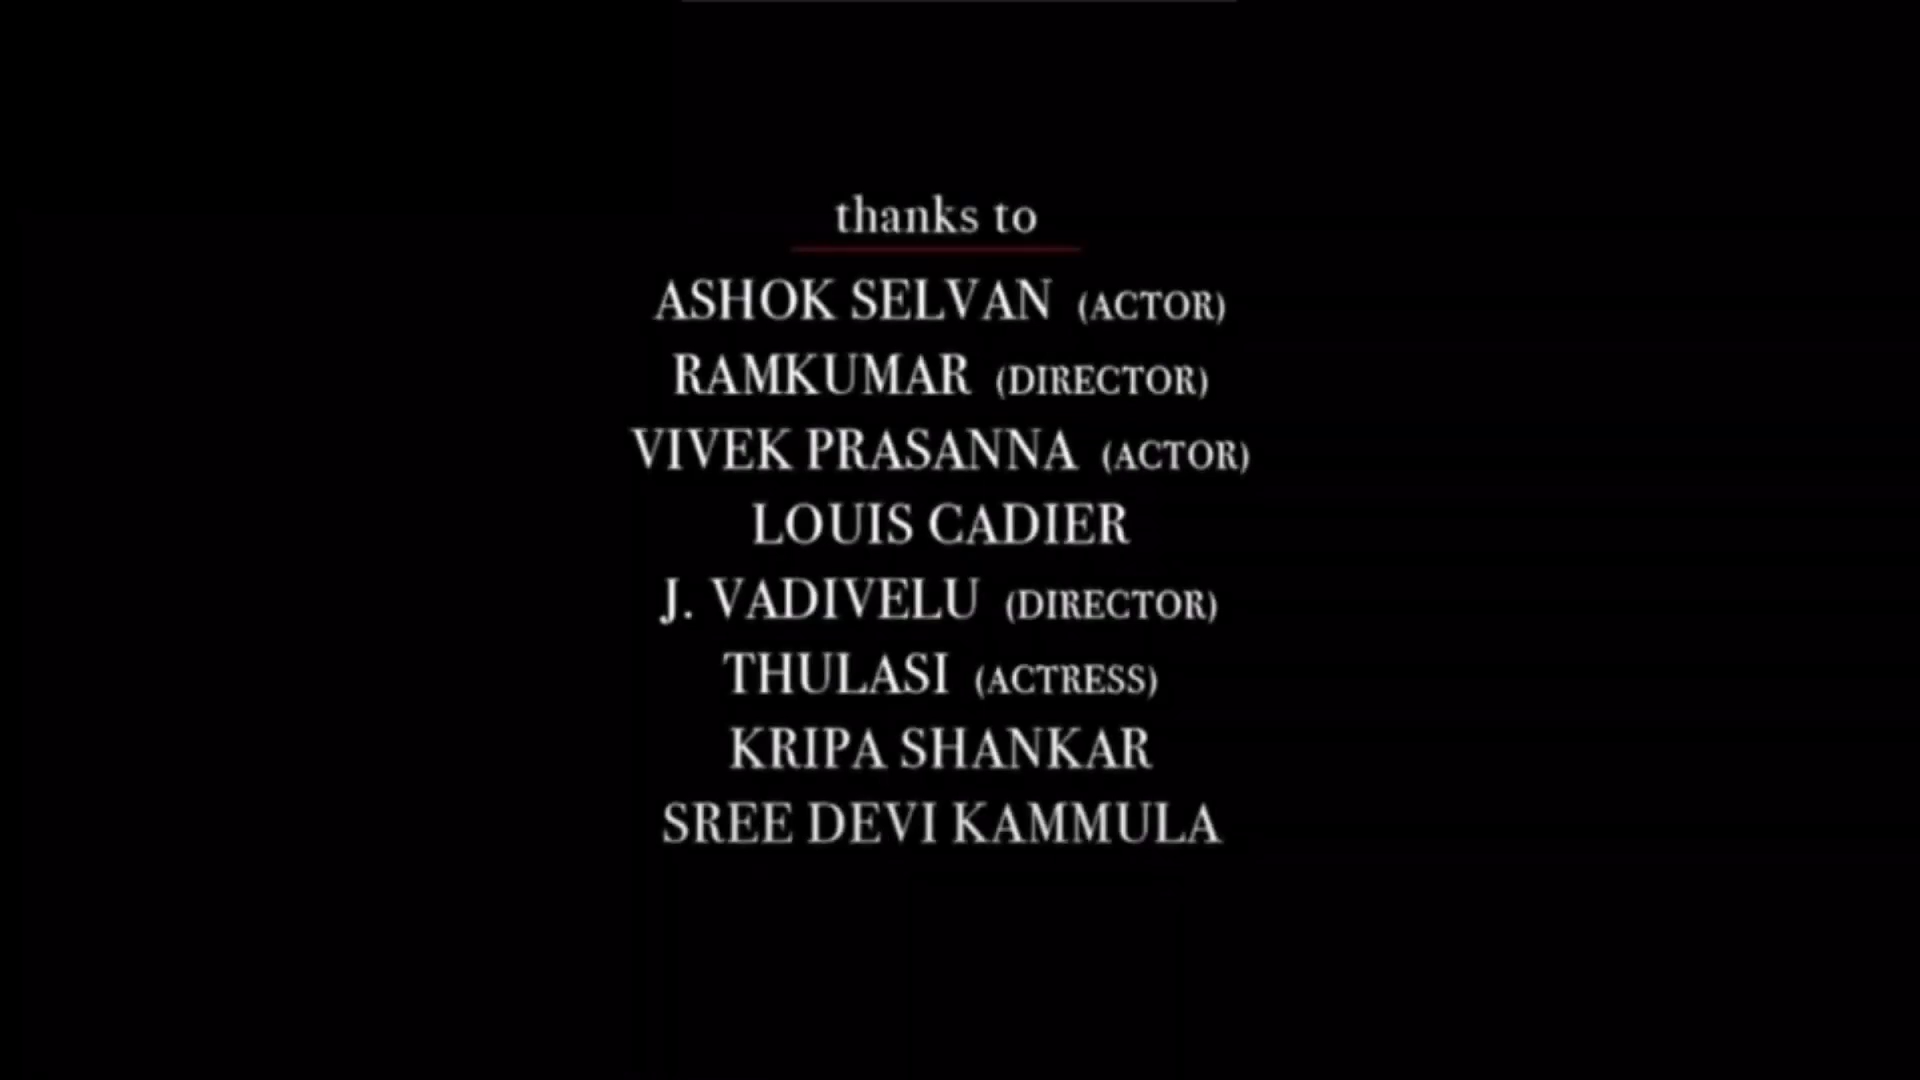 thanks to
ASHOK SELVAN (ACTOR)
RAMKUMAR (DIRECTOR)
VIVEK PRASANNA (ACTOR)
LOUIS CADIER
J. VADIVELU (DIRECTOR)
THULASI (ACTRESS)
KRIPA SHANKAR
SREE DEVI KAMMULA